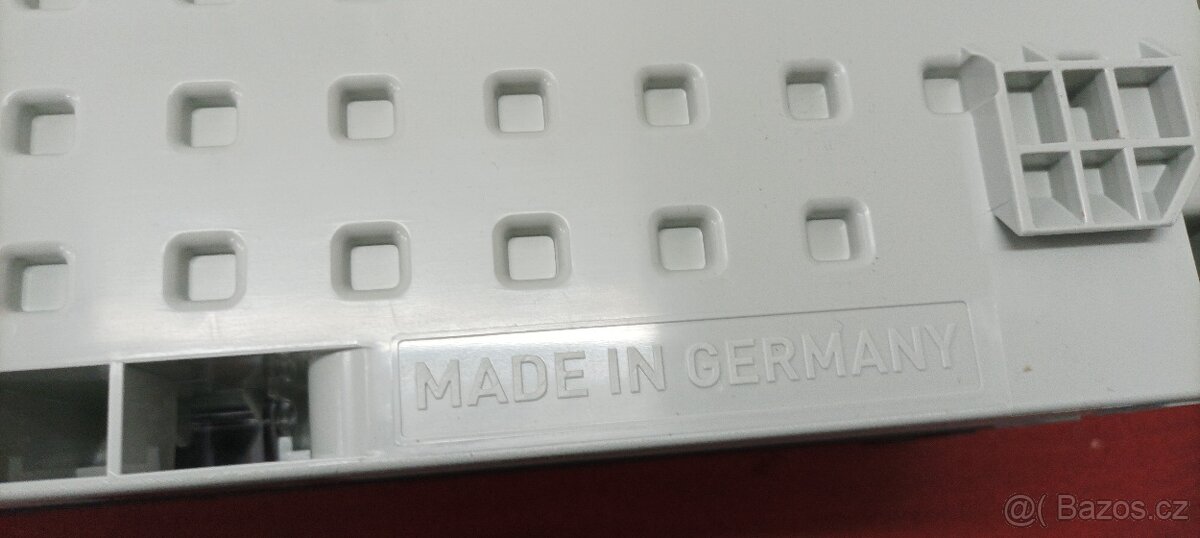 MADE IN GERMANY
@( Bazos.cz